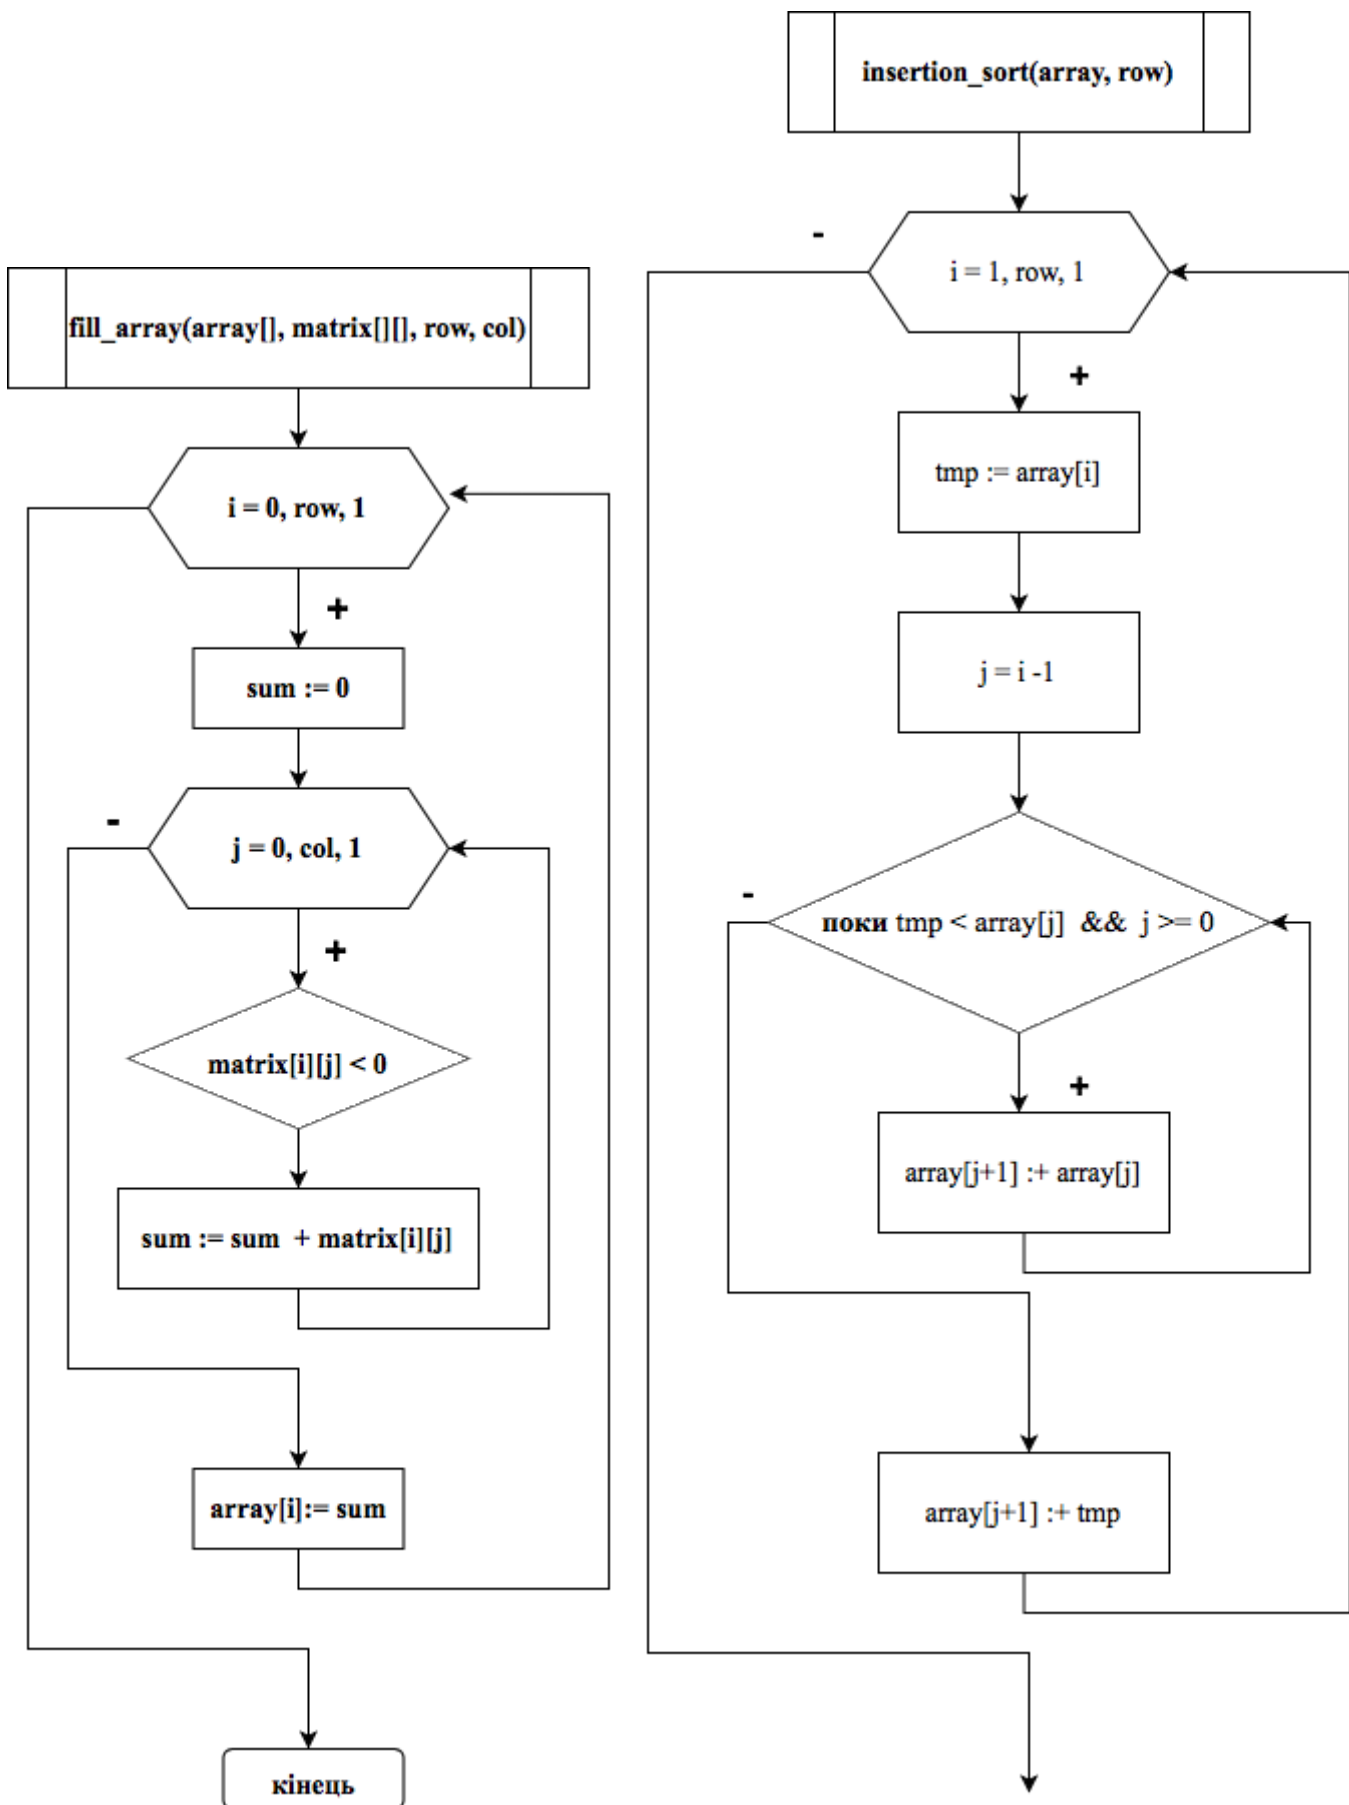 fill_array(array[], matrix[][], row, col)
i = 0, row, 1
+
sum := 0
-
j = 0, col, 1
+
matrix[i][j] < 0
sum := sum + matrix[i][j]
array[i]:= sum
кінець
insertion_sort(array, row)
-
i = 1, row, 1
+
tmp := array[i]
j = i -1
-
поки tmp < array[j] && j >= 0
+
array[j+1] :+ array[j]
array[j+1] :+ tmp